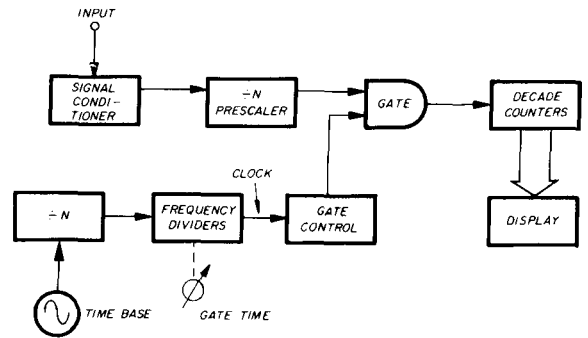 INPUT
SIGNAL
CONDI-
TIONER
÷N
PRESCALER
GATE
DECADE
COUNTERS
CLOCK
÷N
FREQUENCY
DIVIDERS
GATE
CONTROL
DISPLAY
TIME BASE
GATE TIME